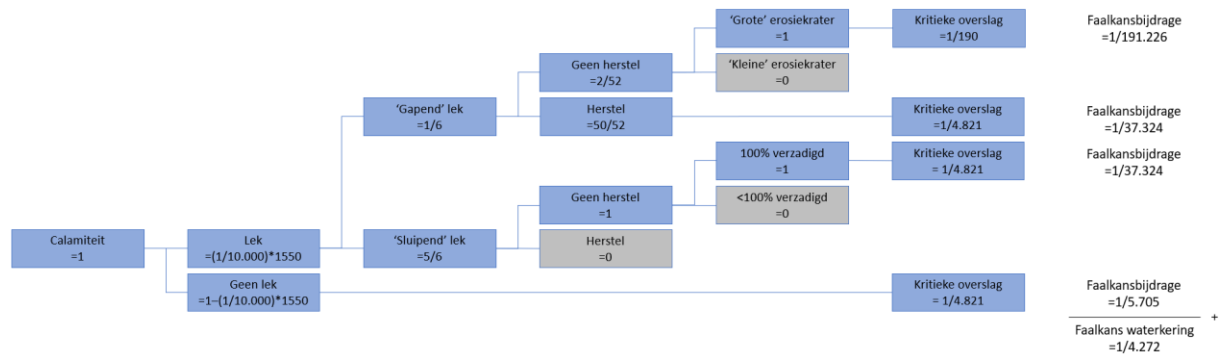 'Grote' erosiekrater
=1
Kritieke overslag
=1/190
Faalkansbijdrage
=1/191.226
Geen herstel
=2/52
'Kleine' erosiekrater
=0
'Gapend' lek
=1/6
Herstel
=50/52
Kritieke overslag
=1/4.821
Faalkansbijdrage
=1/37.324
100% verzadigd
=1
Kritieke overslag
= 1/4.821
Faalkansbijdrage
=1/37.324
Geen herstel
=1
<100% verzadigd
=0
Calamiteit
=1
Lek
=(1/10.000)*1550
'Sluipend' lek
=5/6
Herstel
=0
Geen lek
=1–(1/10.000)*1550
Kritieke overslag
= 1/4.821
Faalkansbijdrage
=1/5.705
+
Faalkans waterkering
=1/4.272